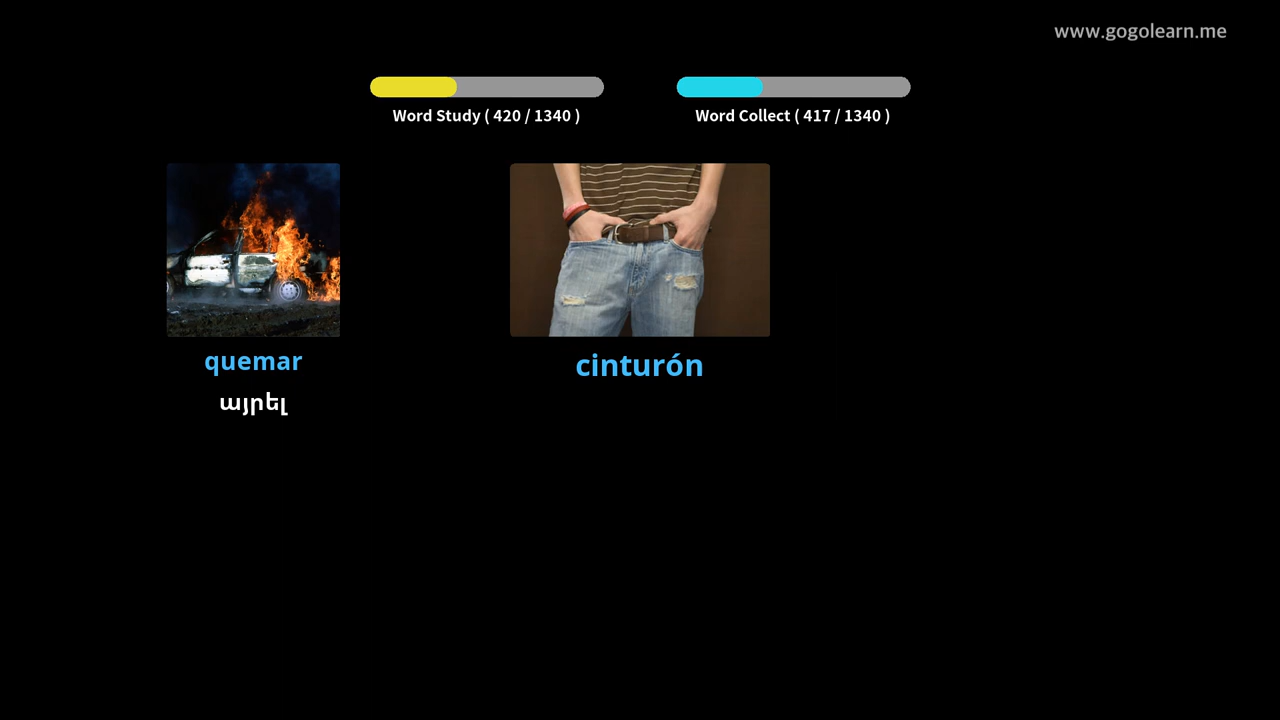 www.gogolearn.me
Word Study ( 420 / 1340 )
Word Collect ( 417 / 1340 )
quemar
այրել
cinturón